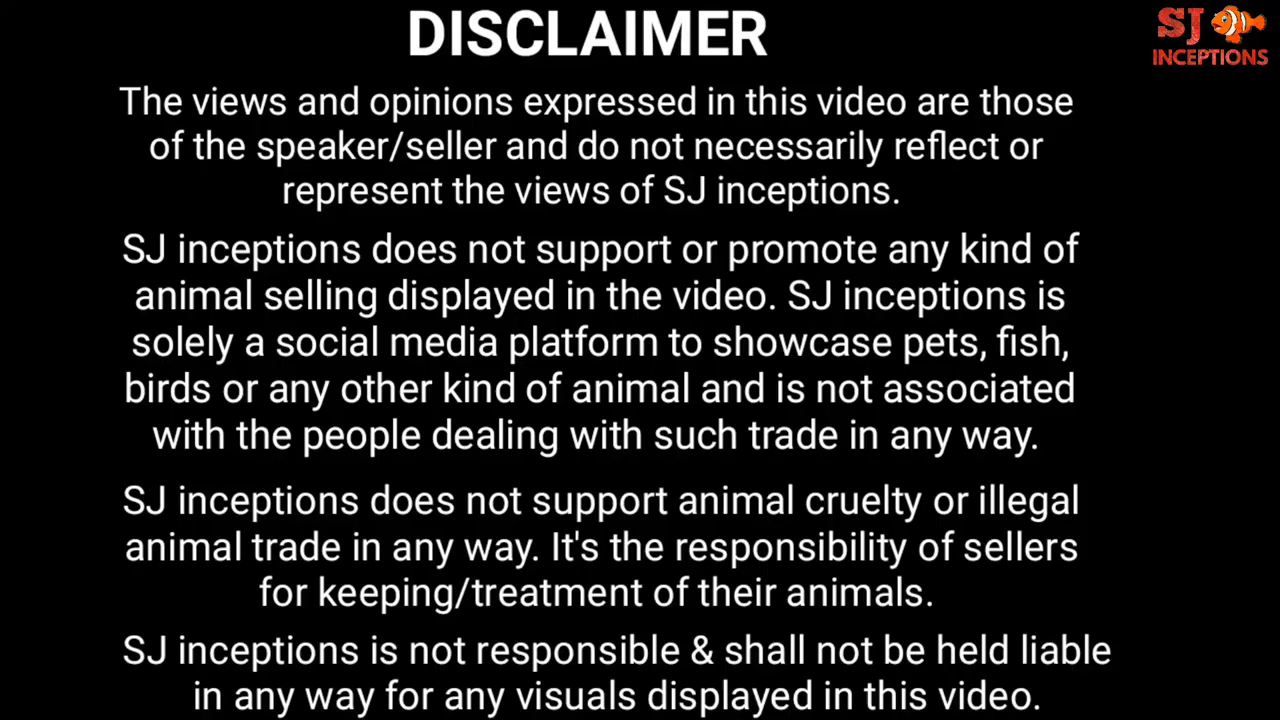 DISCLAIMER
SJ
INCEPTIONS
The views and opinions expressed in this video are those
of the speaker/seller and do not necessarily reflect or
represent the views of SJ inceptions.
SJ inceptions does not support or promote any kind of
animal selling displayed in the video. SJ inceptions is
solely a social media platform to showcase pets, fish,
birds or any other kind of animal and is not associated
with the people dealing with such trade in any way.
SJ inceptions does not support animal cruelty or illegal
animal trade in any way. It's the responsibility of sellers
for keeping/treatment of their animals.
SJ inceptions is not responsible & shall not be held liable
in any way for any visuals displayed in this video.